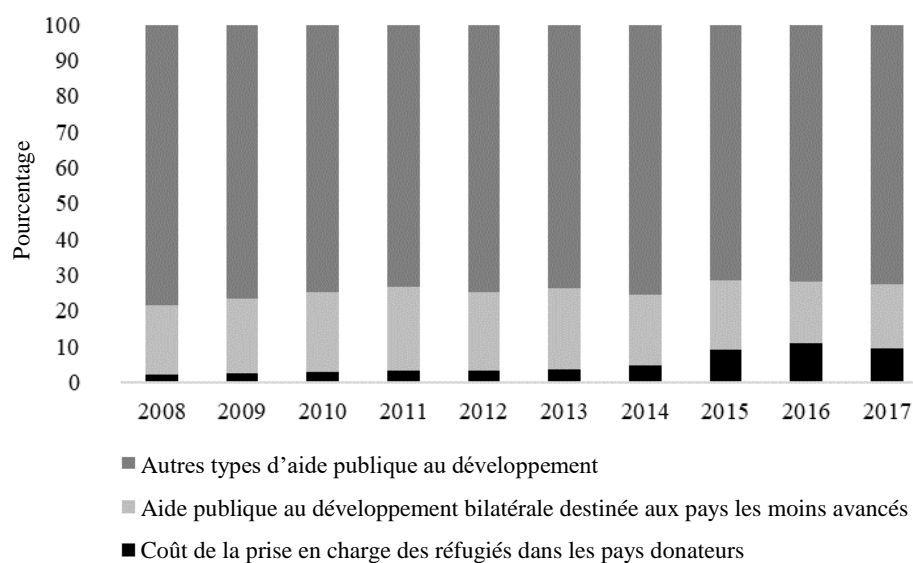 100
90
80
70
60
50
40
30
20
10
0
Pourcentage
2008 2009 2010 2011 2012 2013 2014 2015 2016 2017
Autres types d’aide publique au développement
Aide publique au développement bilatérale destinée aux pays les moins avancés
Coût de la prise en charge des réfugiés dans les pays donateurs